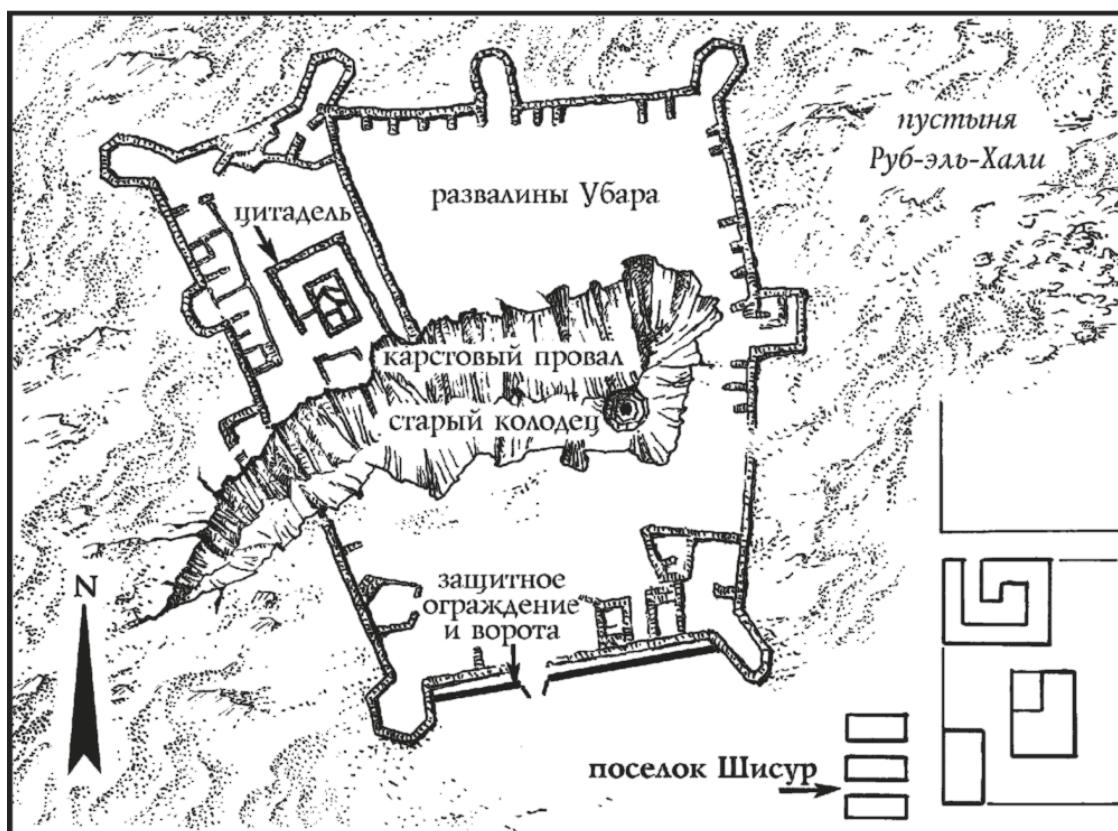 пустыня
Руб-эль-Хали
развалины Убара
цитадель
карстовый провал
старый колодец
защитное
ограждение
и ворота
N
поселок Шисур